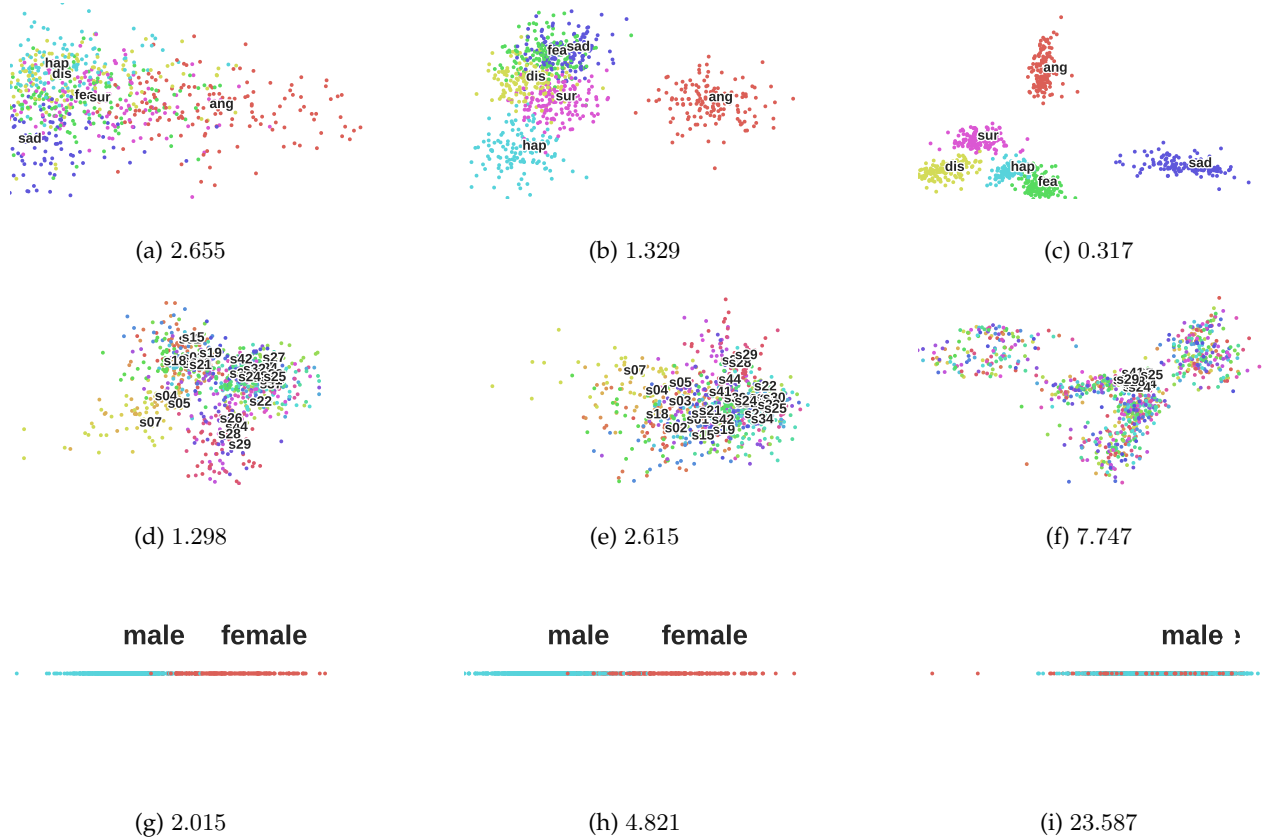 hap
dis
sur
ang
sad
fea sad
dis
sur
ang
hap
ang
sur
dis hap sad
fea
(a) 2.655 (b) 1.329 (c) 0.317
s15
s19
s18 s21
s42 s27
s24 s25
s04
s05
s07
s22
s26
s28
s29
s29
s28
s07
s05
s04
s44
s41
s22
s03
s24 s30
s18 s21
s25
s02 s42 s34
s15 s19
s25
s29
s24
(d) 1.298 (e) 2.615 (f) 7.747
male female male female male
(g) 2.015 (h) 4.821 (i) 23.587